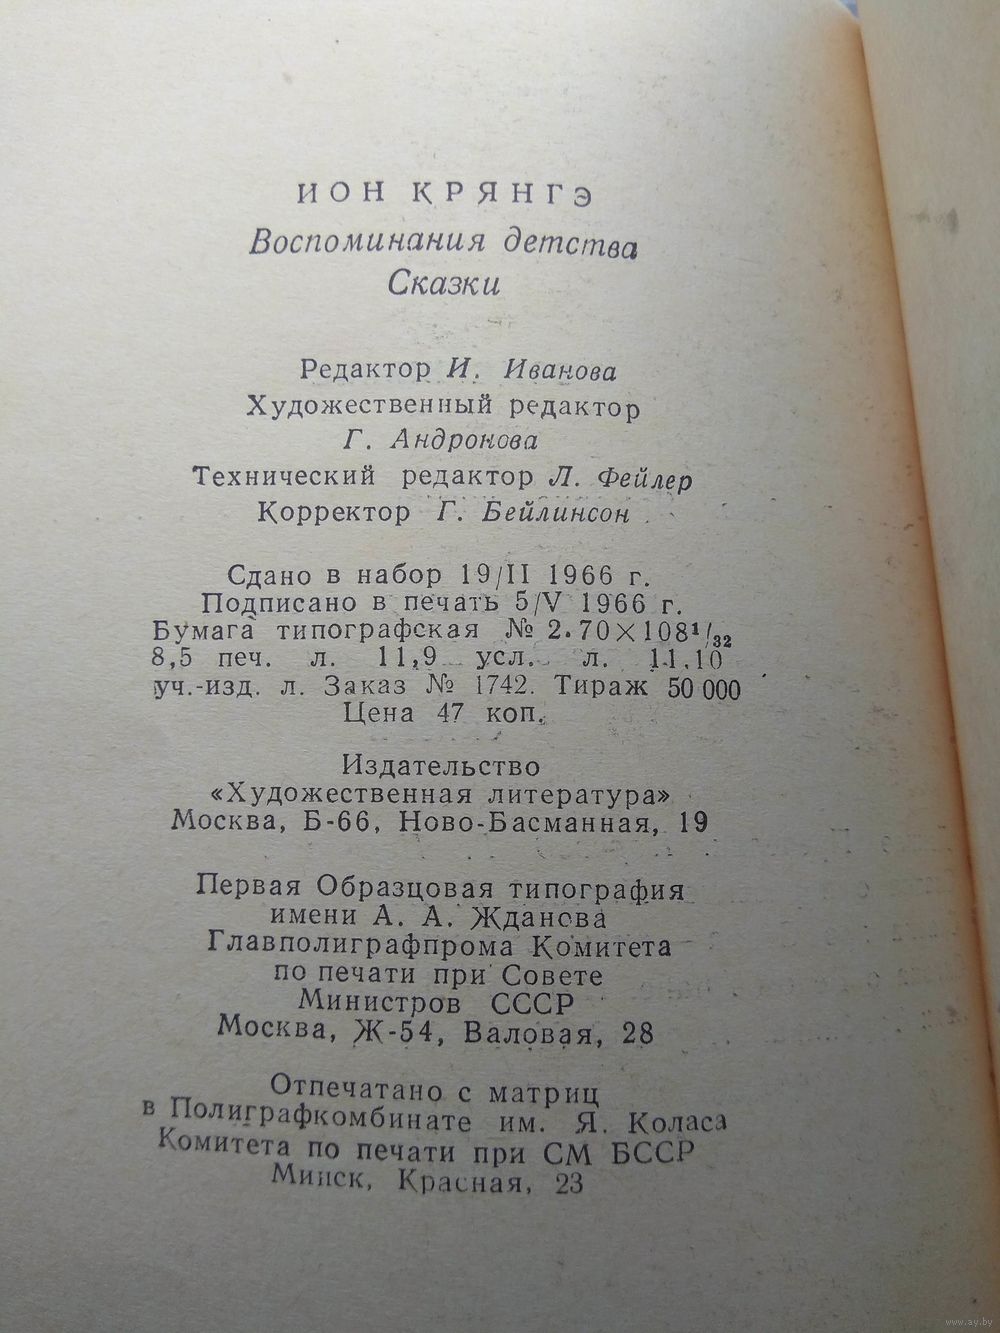 ИОН КРЯНГЭ
Воспоминания детства
Сказки
Редактор И. Иванова
Художественный редактор
Г. Андронова
Технический редактор Л. Фейлер
Корректор Г. Бейлинсон
Сдано в набор 19/II 1966 г.
Подписано в печать 5/V 1966 г.
Бумага типографская № 2. 70×108¹/₃₂
8,5 печ. л. 11,9 усл. л. 11,10
уч.-изд. л. Заказ № 1742. Тираж 50 000
Цена 47 коп.
Издательство
«Художественная литература»
Москва, Б-66, Ново-Басманная, 19
Первая Образцовая типография
имени А. А. Жданова
Главполиграфпрома Комитета
по печати при Совете
Министров СССР
Москва, Ж-54, Валовая, 28
Отпечатано с матриц
в Полиграфкомбинате им. Я. Коласа
Комитета по печати при СМ БССР
Минск, Красная, 23
www.ay.by